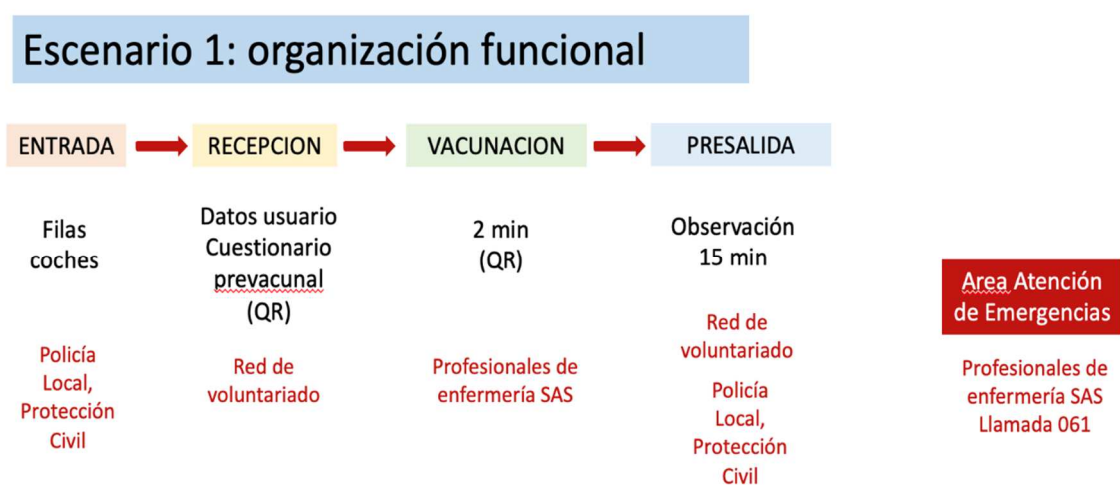 Escenario 1: organización funcional
ENTRADA
RECEPCION
VACUNACION
PRESALIDA
Filas
coches
Datos usuario
Cuestionario
prevacunal
(QR)
2 min
(QR)
Observación
15 min
Area Atención
de Emergencias
Policía
Local,
Protección
Civil
Red de
voluntariado
Profesionales de
enfermería SAS
Red de
voluntariado
Policía
Local,
Protección
Civil
Profesionales de
enfermería SAS
Llamada 061